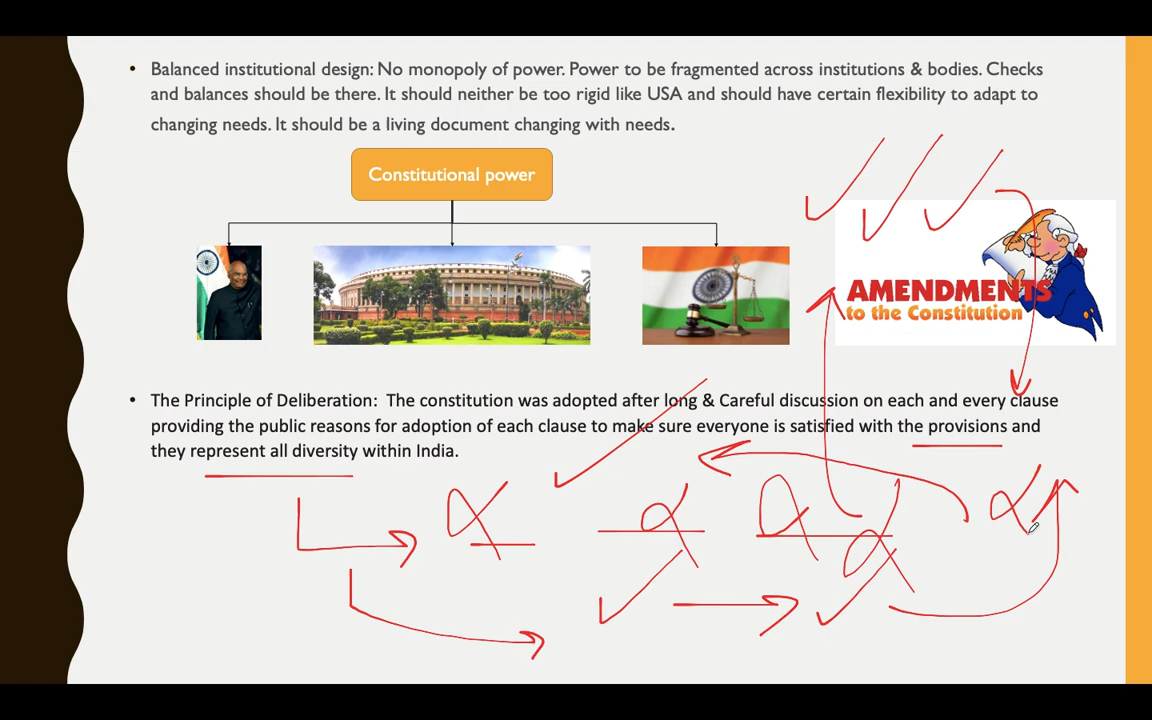 • Balanced institutional design: No monopoly of power. Power to be fragmented across institutions & bodies. Checks
and balances should be there. It should neither be too rigid like USA and should have certain flexibility to adapt to
changing needs. It should be a living document changing with needs.
Constitutional power
AMENDMENTS
to the Constitution
• The Principle of Deliberation: The constitution was adopted after long & Careful discussion on each and every clause
providing the public reasons for adoption of each clause to make sure everyone is satisfied with the provisions and
they represent all diversity within India.